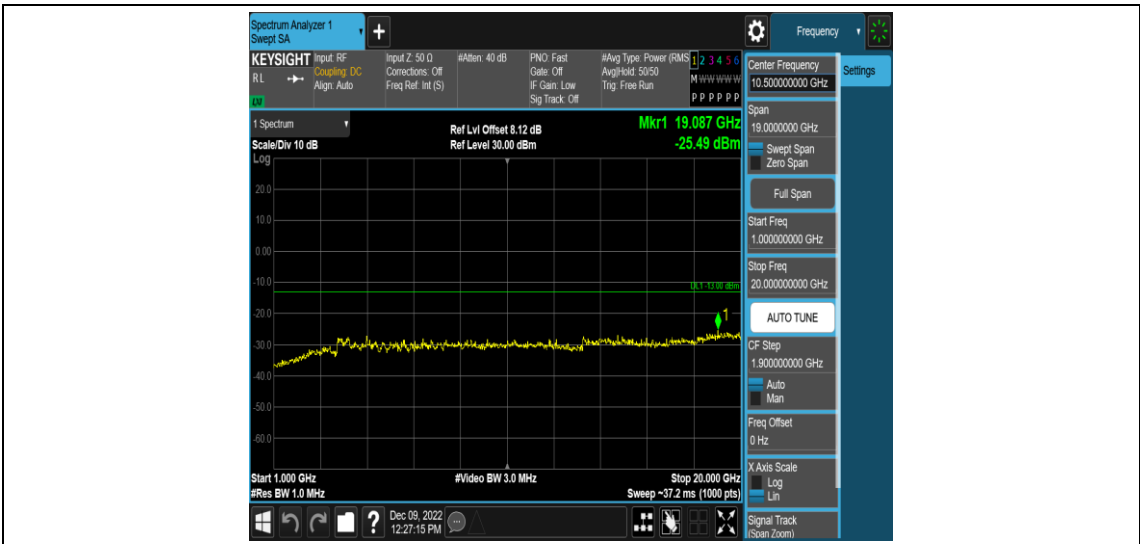 Spectrum Analyzer 1
Swept SA
+
Frequency
KEYSIGHT
RL
LNI
Input: RF
Coupling: DC
Align: Auto
Input Z: 50 Ω
Corrections: Off
Freq Ref: Int (S)
#Atten: 40 dB
PNO: Fast
Gate: Off
IF Gain: Low
Sig Track: Off
#Avg Type: Power (RMS
Avg|Hold: 50/50
Trig: Free Run
1 2 3 4 5 6
M W W W W W
P P P P P P
1 Spectrum
Scale/Div 10 dB
Log
Ref Lvl Offset 8.12 dB
Ref Level 30.00 dBm
Mkr1 19.087 GHz
-25.49 dBm
20.0
10.0
0.00
-10.0
DL1 -13.00 dBm
-20.0
1
-30.0
-40.0
-50.0
-60.0
Start 1.000 GHz
#Res BW 1.0 MHz
#Video BW 3.0 MHz
Stop 20.000 GHz
Sweep ~37.2 ms (1000 pts)
?
Dec 09, 2022
12:27:15 PM
Center Frequency
10.500000000 GHz
Settings
Span
19.0000000 GHz
Swept Span
Zero Span
Full Span
Start Freq
1.000000000 GHz
Stop Freq
20.000000000 GHz
AUTO TUNE
CF Step
1.900000000 GHz
Auto
Man
Freq Offset
0 Hz
X Axis Scale
Log
Lin
Signal Track
(Span Zoom)